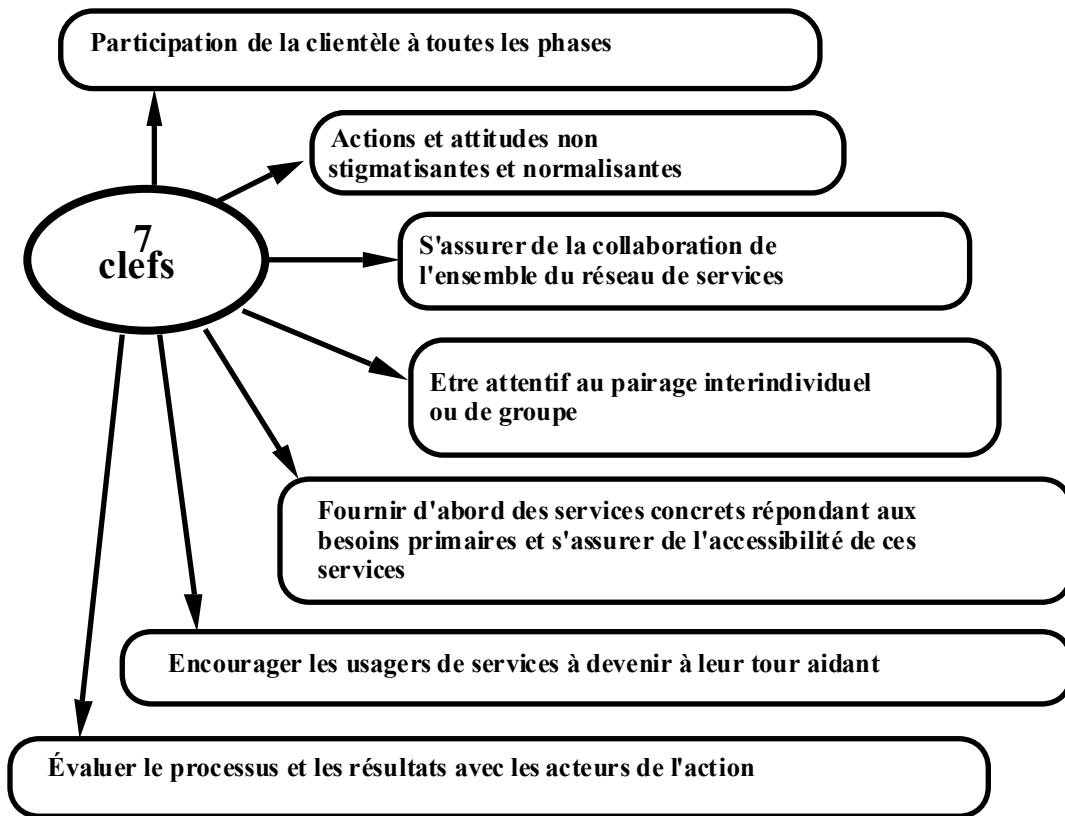 Participation de la clientèle à toutes les phases
Actions et attitudes non
stigmatisantes et normalisantes
7
clefs
S'assurer de la collaboration de
l'ensemble du réseau de services
Etre attentif au pairage interindividuel
ou de groupe
Fournir d'abord des services concrets répondant aux
besoins primaires et s'assurer de l'accessibilité de ces
services
Encourager les usagers de services à devenir à leur tour aidant
Évaluer le processus et les résultats avec les acteurs de l'action